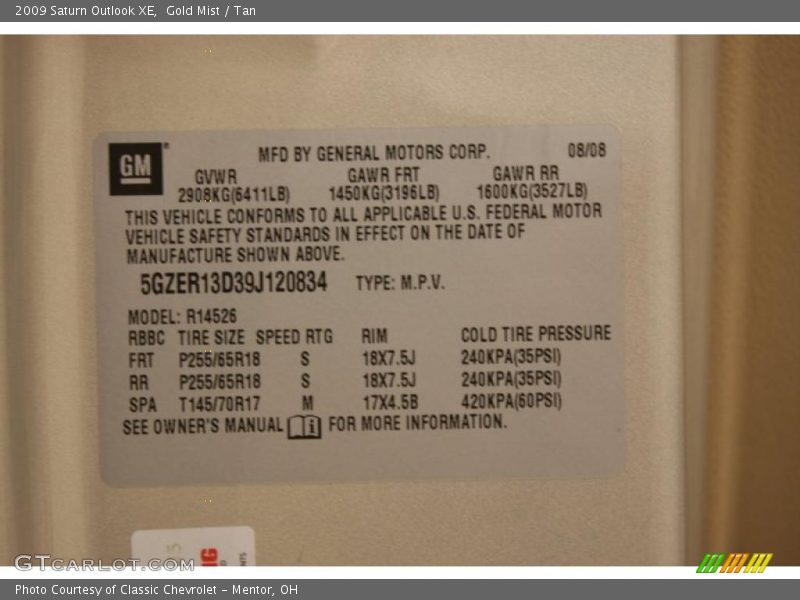 2009 Saturn Outlook XE, Gold Mist / Tan
GM
MFD BY GENERAL MOTORS CORP. 08/08
GVWR GAWR FRT GAWR RR
2908KG(6411LB) 1450KG(3196LB) 1600KG(3527LB)
THIS VEHICLE CONFORMS TO ALL APPLICABLE U.S. FEDERAL MOTOR
VEHICLE SAFETY STANDARDS IN EFFECT ON THE DATE OF
MANUFACTURE SHOWN ABOVE.
5GZER13D39J120834 TYPE: M.P.V.
MODEL: R14526
RBBC TIRE SIZE SPEED RTG RIM COLD TIRE PRESSURE
FRT P255/65R18 S 18X7.5J 240KPA(35PSI)
RR P255/65R18 S 18X7.5J 240KPA(35PSI)
SPA T145/70R17 M 17X4.5B 420KPA(60PSI)
SEE OWNER'S MANUAL FOR MORE INFORMATION.
GTCarLot.com
Photo Courtesy of Classic Chevrolet - Mentor, OH